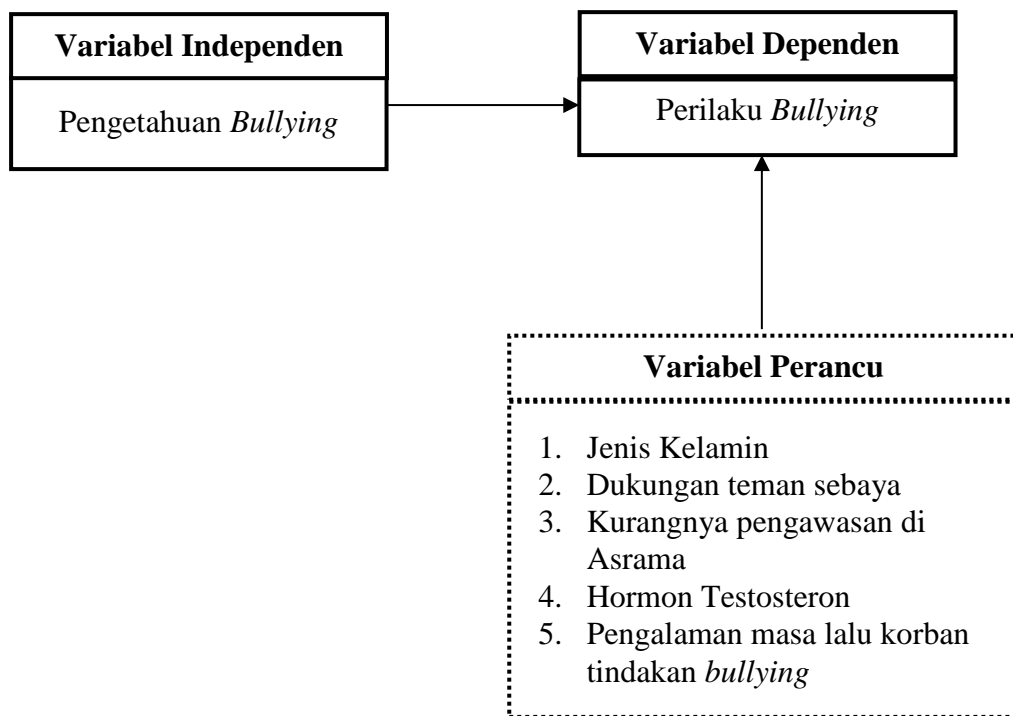 Variabel Independen
Pengetahuan Bullying
Variabel Dependen
Perilaku Bullying
Variabel Perancu
1. Jenis Kelamin
2. Dukungan teman sebaya
3. Kurangnya pengawasan di
Asrama
4. Hormon Testosteron
5. Pengalaman masa lalu korban
tindakan bullying